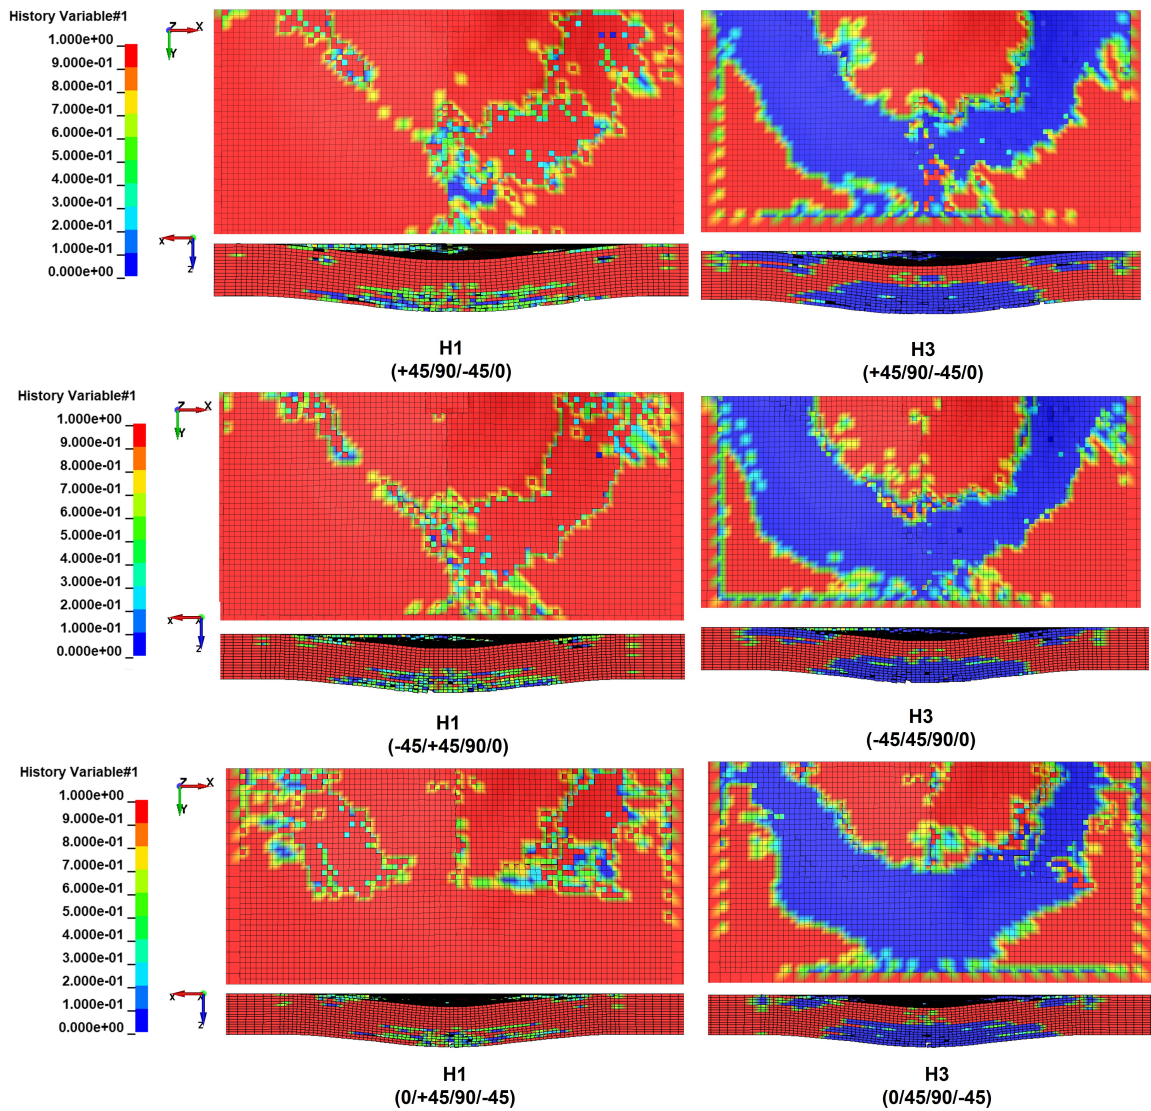 History Variable#1
1.000e+00
9.000e-01
8.000e-01
7.000e-01
6.000e-01
5.000e-01
4.000e-01
3.000e-01
2.000e-01
1.000e-01
0.000e+00
Z X
Y
X
Z
H1
(+45/90/-45/0)
H3
(+45/90/-45/0)
History Variable#1
1.000e+00
9.000e-01
8.000e-01
7.000e-01
6.000e-01
5.000e-01
4.000e-01
3.000e-01
2.000e-01
1.000e-01
0.000e+00
Z X
Y
X
Z
H1
(-45/+45/90/0)
H3
(-45/45/90/0)
History Variable#1
1.000e+00
9.000e-01
8.000e-01
7.000e-01
6.000e-01
5.000e-01
4.000e-01
3.000e-01
2.000e-01
1.000e-01
0.000e+00
Z X
Y
X
Z
H1
(0/+45/90/-45)
H3
(0/45/90/-45)